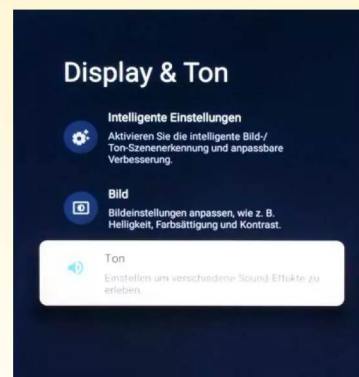 Display & Ton
Intelligente Einstellungen
Aktivieren Sie die intelligente Bild-/
Ton-Szenenerkennung und anpassbare
Verbesserung.
Bild
Bildeinstellungen anpassen, wie z. B.
Helligkeit, Farbsättigung und Kontrast.
Ton
Einstellen um verschiedene Sound Effekte zu
erleben.